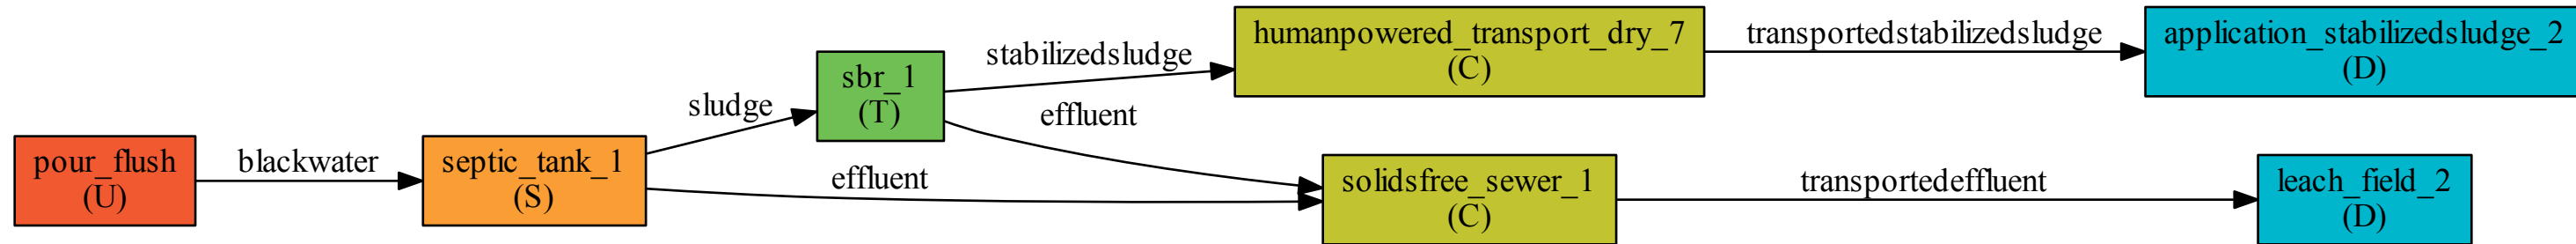 pour_flush
(U)
blackwater
septic_tank_1
(S)
sludge
effluent
sbr_1
(T)
stabilizedsludge
effluent
humanpowered_transport_dry_7
(C)
solidsfree_sewer_1
(C)
transportedstabilizedsludge
transportedeffluent
application_stabilizedsludge_2
(D)
leach_field_2
(D)